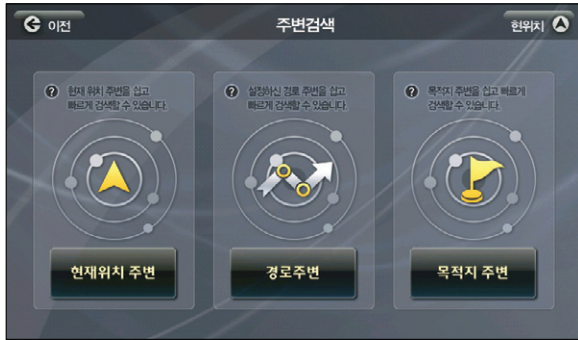 이전
주변검색
현위치
? 현재 위치 주변을 쉽고
빠르게 검색할 수 있습니다.
? 설정하신 경로 주변을 쉽고
빠르게 검색할 수 있습니다.
? 목적지 주변을 쉽고 빠르게
검색할 수 있습니다.
현재위치 주변
경로주변
목적지 주변